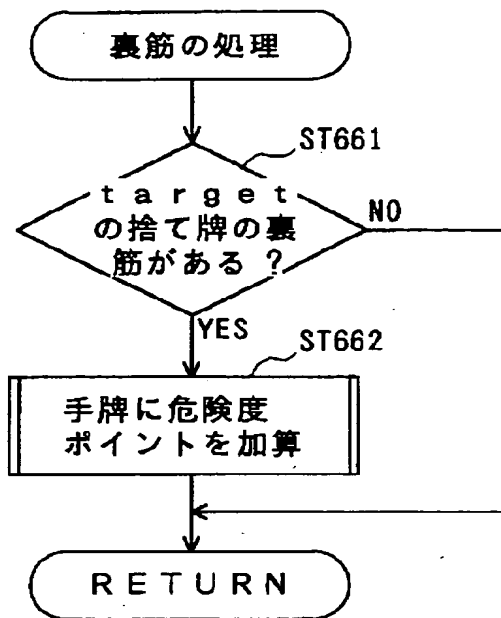 裏筋の処理
ST661
target
の捨て牌の裏
筋がある?
NO
YES
ST662
手牌に危険度
ポイントを加算
RETURN